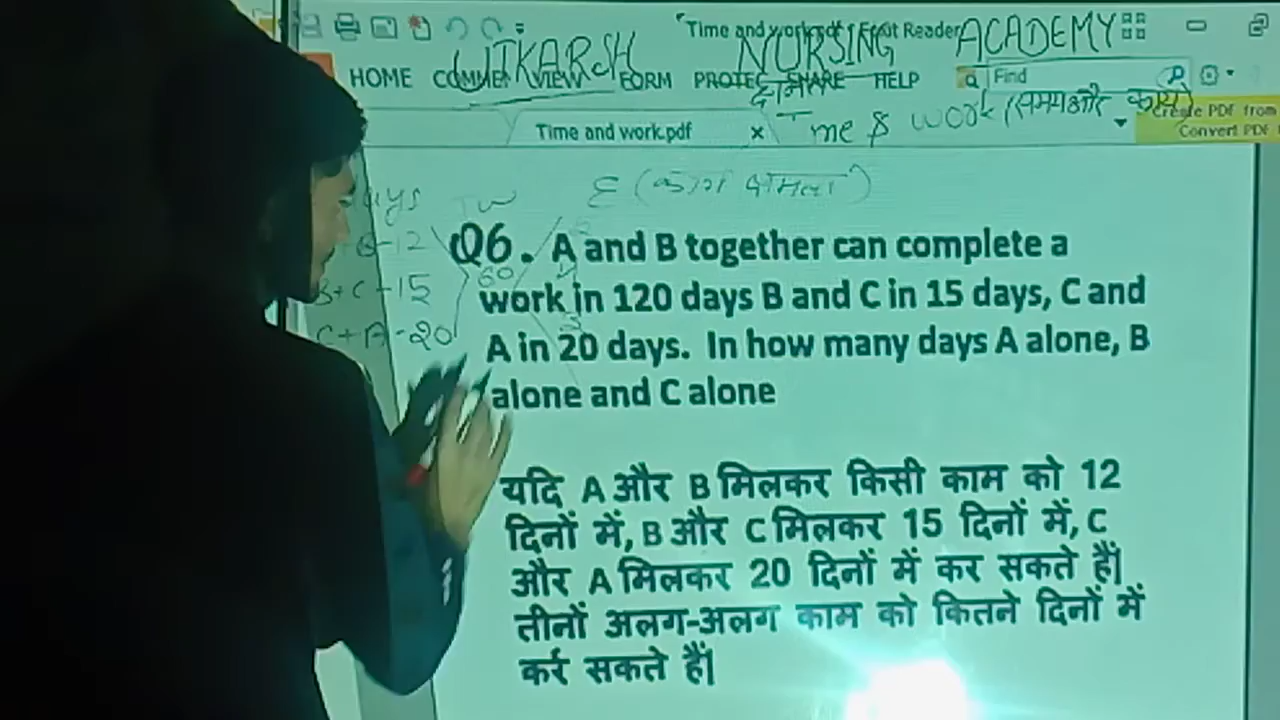 Time and work.pdf - Foxit Reader
UTKARSH NURSING ACADEMY
HOME COMMENT VIEW FORM PROTECT SHARE HELP
Find
Time & work (समय और कार्य)
Create PDF from
Convert PDF
Time and work.pdf x
ays TW E (कार्य क्षमता)
B-12
B+C-15
C+A-20
60
Q6. A and B together can complete a
work in 120 days B and C in 15 days, C and
A in 20 days. In how many days A alone, B
alone and C alone
यदि A और B मिलकर किसी काम को 12
दिनों में, B और C मिलकर 15 दिनों में, C
और A मिलकर 20 दिनों में कर सकते हैं|
तीनों अलग-अलग काम को कितने दिनों में
कर्र सकते हैं|